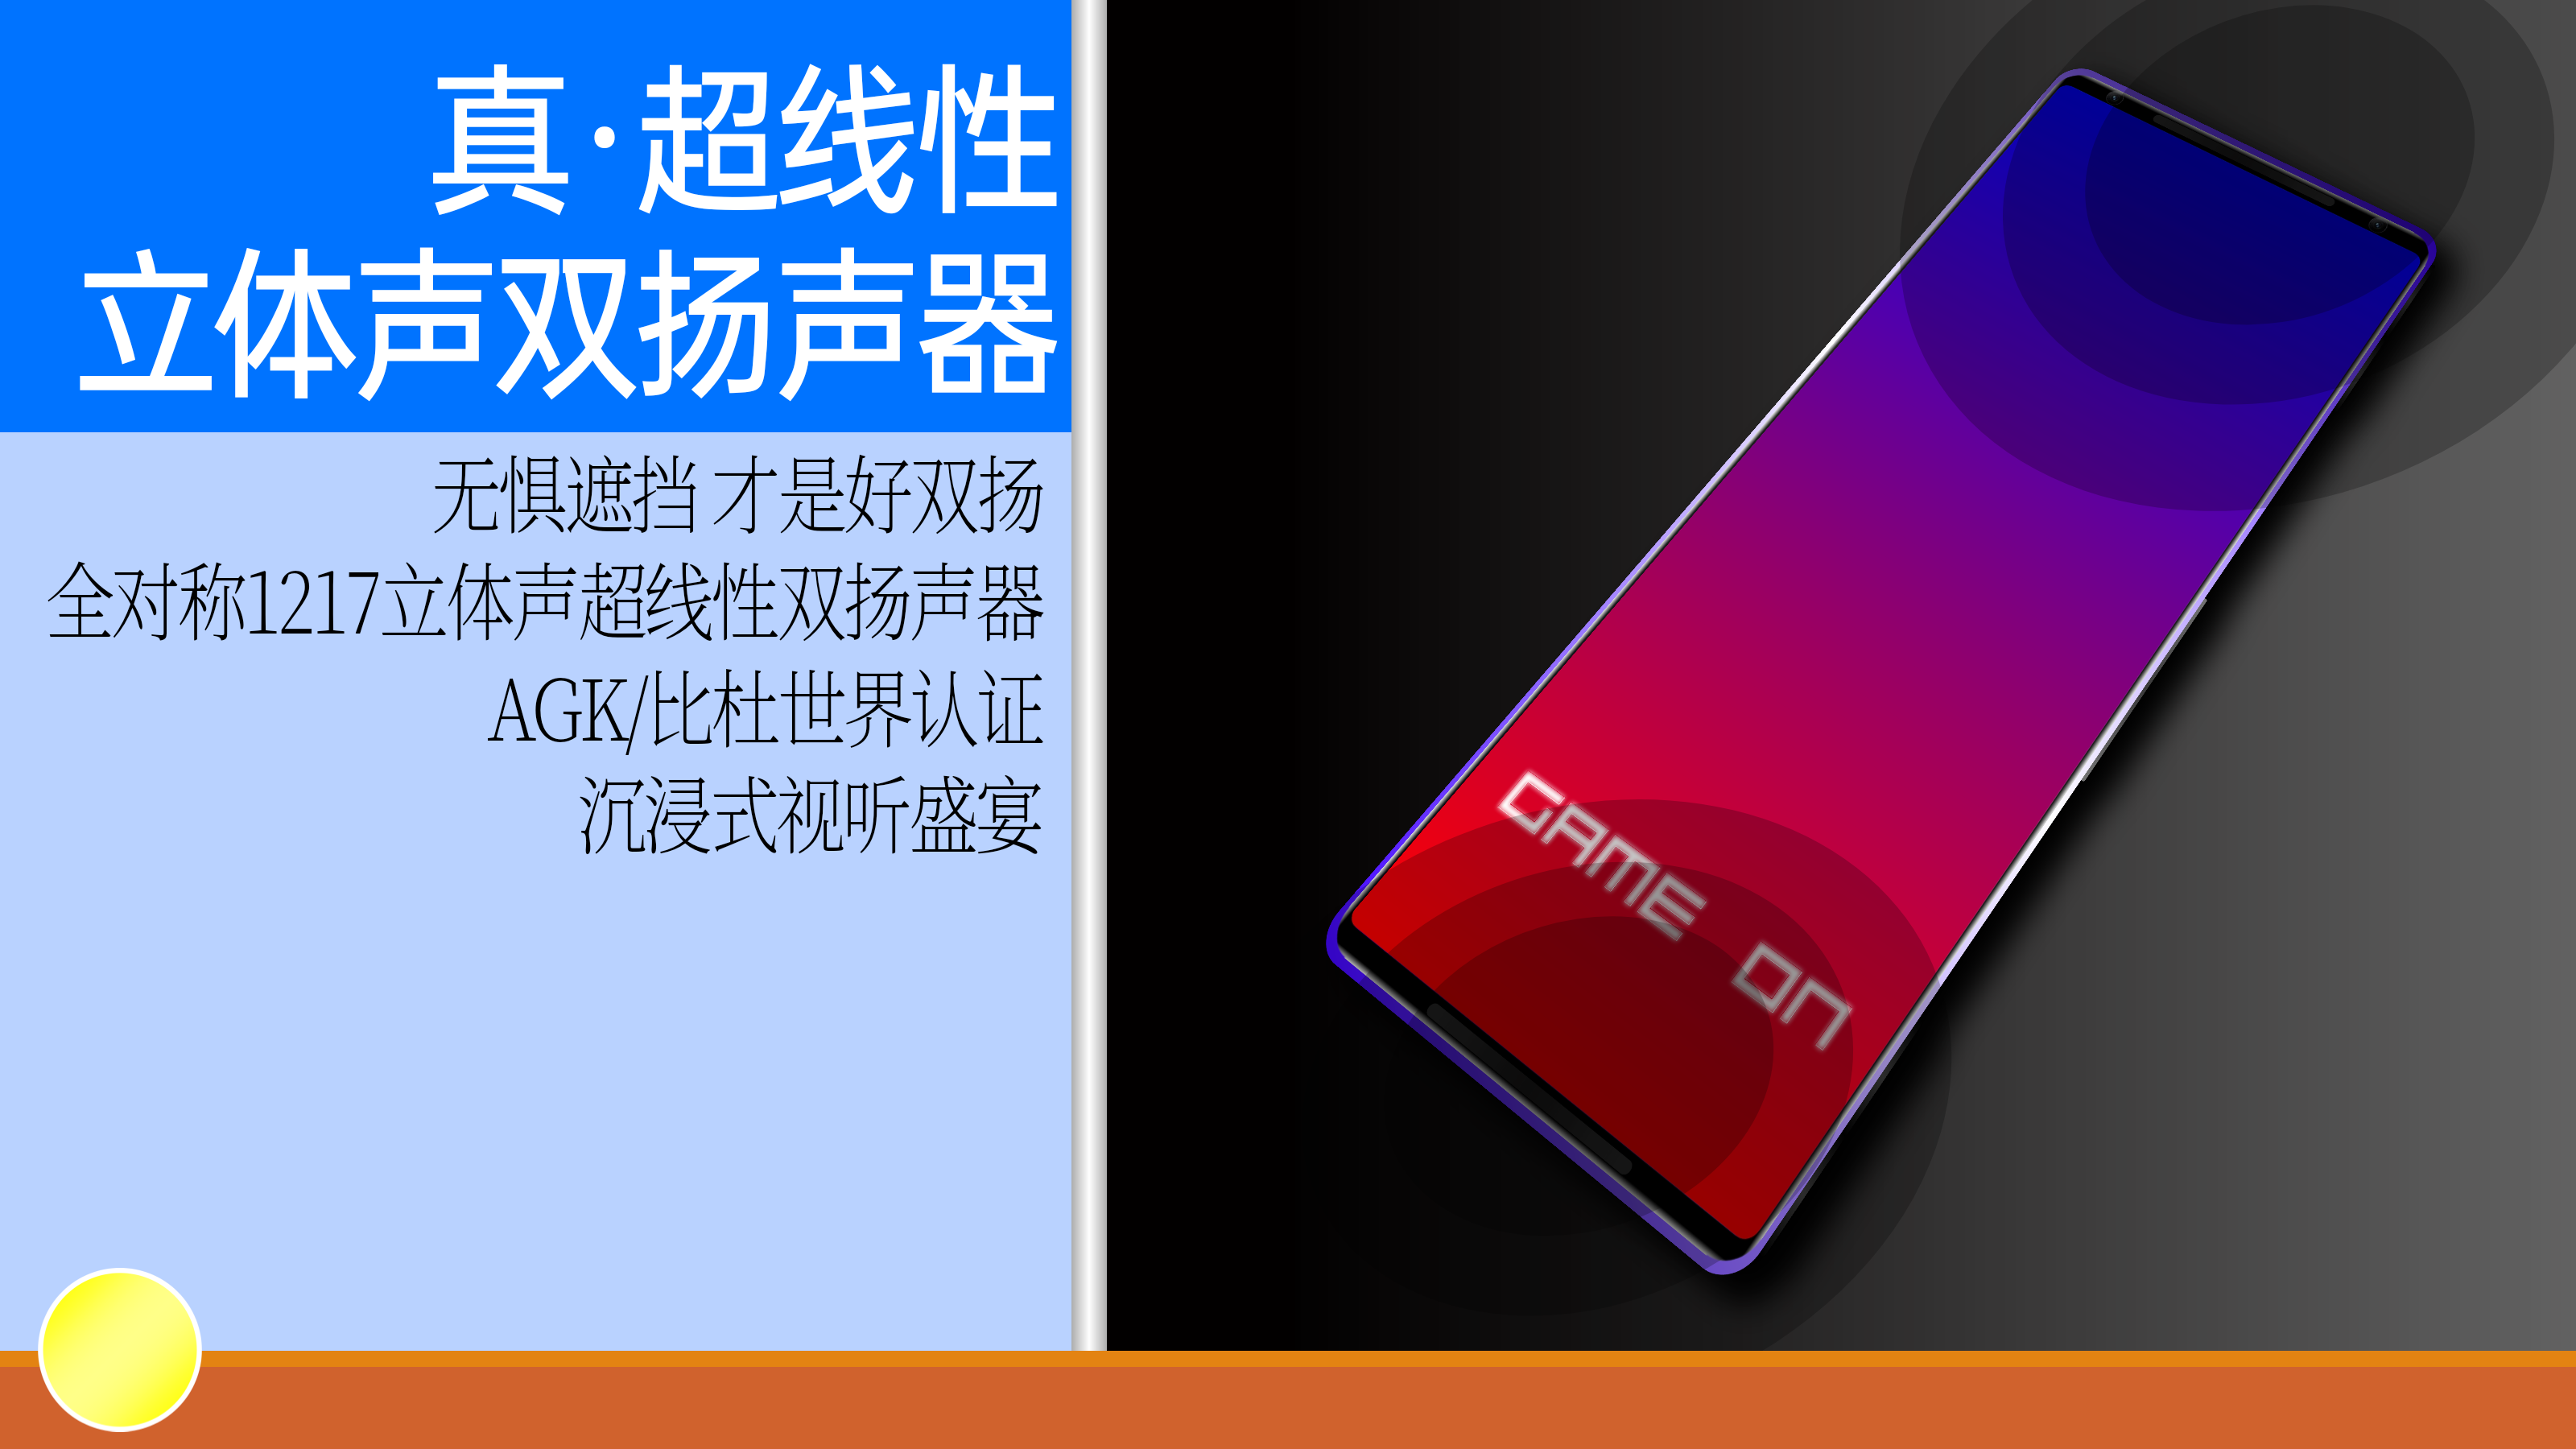 真·超线性
立体声双扬声器
无惧遮挡 才是好双扬
全对称1217立体声超线性双扬声器
AGK/比杜世界认证
沉浸式视听盛宴
GAME ON